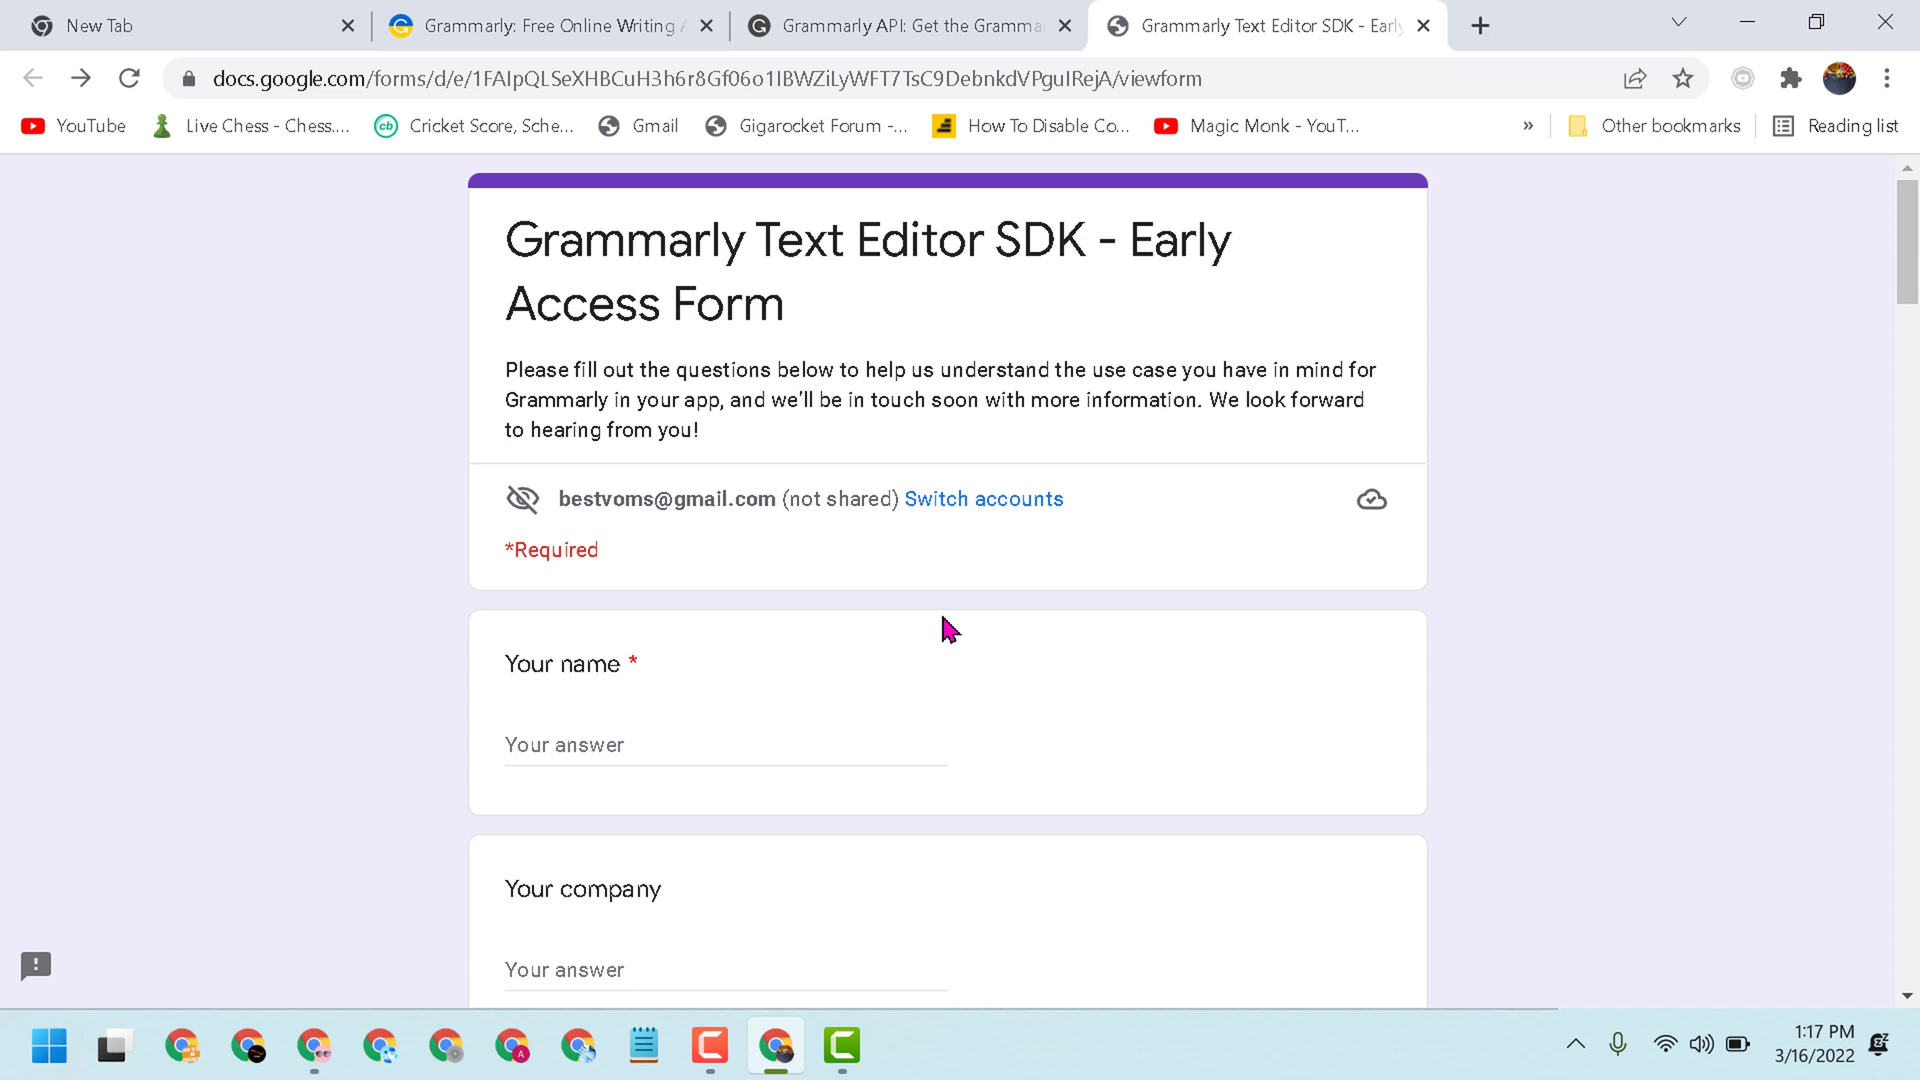 New Tab
Grammarly: Free Online Writing A
Grammarly API: Get the Gramma
Grammarly Text Editor SDK - Earl
docs.google.com/forms/d/e/1FAIpQLSeXHBCuH3h6r8Gf06o1IBWZiLyWFT7TsC9DebnkdVPguIRejA/viewform
YouTube
Live Chess - Chess....
Cricket Score, Sche...
Gmail
Gigarocket Forum -...
How To Disable Co...
Magic Monk - YouT...
»
Other bookmarks
Reading list
Grammarly Text Editor SDK - Early
Access Form
Please fill out the questions below to help us understand the use case you have in mind for
Grammarly in your app, and we'll be in touch soon with more information. We look forward
to hearing from you!
bestvoms@gmail.com (not shared) Switch accounts
*Required
Your name *
Your answer
Your company
Your answer
1:17 PM
3/16/2022